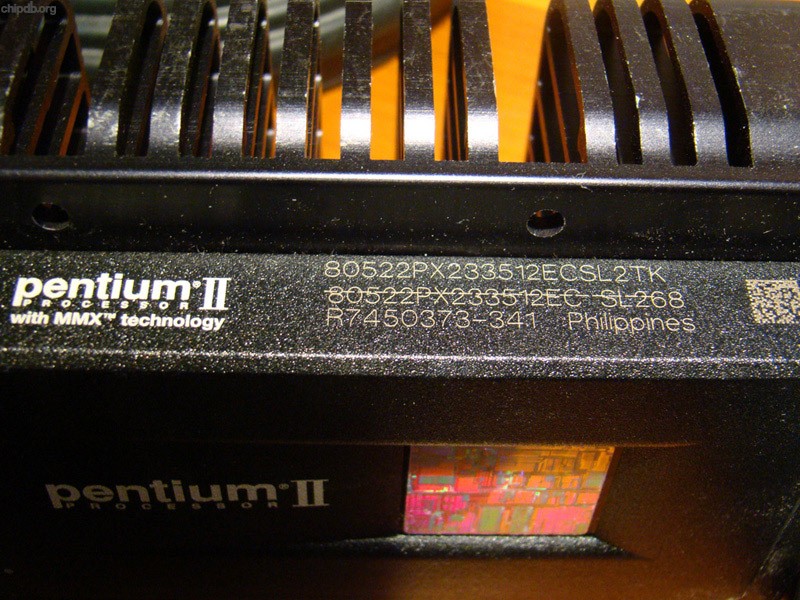 chipdb.org
pentium® II
PROCESSOR
with MMX™ technology
80522PX233512ECSL2TK
80522PX233512EC SL268
R7450373-341 Philippines
pentium® II
PROCESSOR